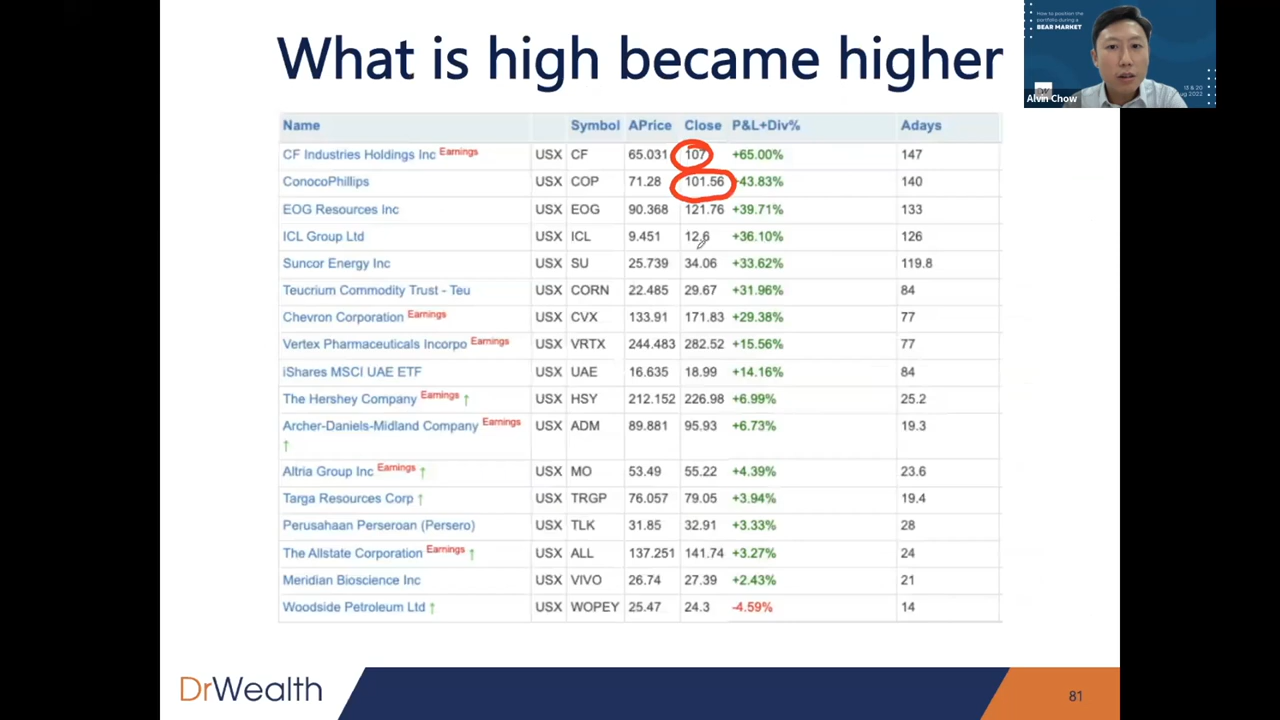 What is high became higher
How to position the
portfolio during a
BEAR MARKET
Alvin Chow
13 & 20
Aug 2022
Name Symbol APrice Close P&L+Div% Adays
CF Industries Holdings Inc Earnings USX CF 65.031 107 +65.00% 147
ConocoPhillips USX COP 71.28 101.56 +43.83% 140
EOG Resources Inc USX EOG 90.368 121.76 +39.71% 133
ICL Group Ltd USX ICL 9.451 12.6 +36.10% 126
Suncor Energy Inc USX SU 25.739 34.06 +33.62% 119.8
Teucrium Commodity Trust - Teu USX CORN 22.485 29.67 +31.96% 84
Chevron Corporation Earnings USX CVX 133.91 171.83 +29.38% 77
Vertex Pharmaceuticals Incorpo Earnings USX VRTX 244.483 282.52 +15.56% 77
iShares MSCI UAE ETF USX UAE 16.635 18.99 +14.16% 84
The Hershey Company Earnings ↑ USX HSY 212.152 226.98 +6.99% 25.2
Archer-Daniels-Midland Company Earnings USX ADM 89.881 95.93 +6.73% 19.3
↑
Altria Group Inc Earnings ↑ USX MO 53.49 55.22 +4.39% 23.6
Targa Resources Corp ↑ USX TRGP 76.057 79.05 +3.94% 19.4
Perusahaan Perseroan (Persero) USX TLK 31.85 32.91 +3.33% 28
The Allstate Corporation Earnings ↑ USX ALL 137.251 141.74 +3.27% 24
Meridian Bioscience Inc USX VIVO 26.74 27.39 +2.43% 21
Woodside Petroleum Ltd ↑ USX WOPEY 25.47 24.3 -4.59% 14
DrWealth
81